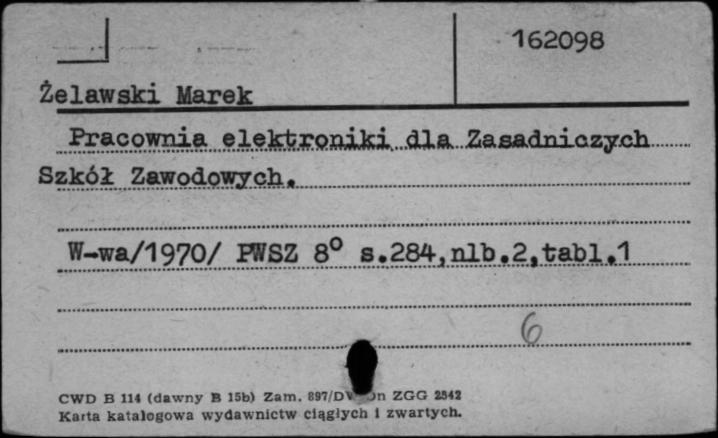 162098
Żelawski Marek
Pracownia elektroniki dla Zasadniczych
Szkół Zawodowych.
W-wa/1970/ PWSZ 8° s.284,nlb.2,tabl.1
6
CWD B 114 (dawny B 15b) Zam. 897/DV ZGG 2542
Karta katalogowa wydawnictw ciągłych i zwartych.